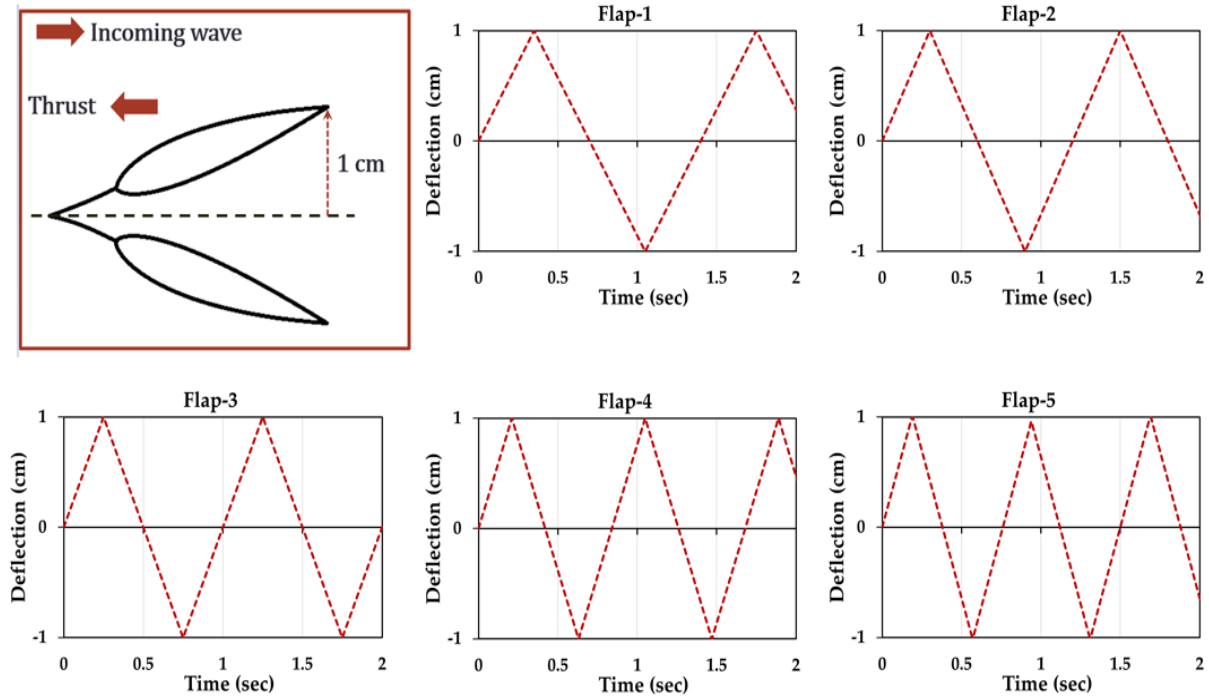 Incoming wave
Thrust
1 cm
Flap-1
Deflection (cm)
1
0
-1
0
0.5
1
1.5
2
Time (sec)
Flap-2
Deflection (cm)
1
0
-1
0
0.5
1
1.5
2
Time (sec)
Flap-3
Deflection (cm)
1
0
-1
0
0.5
1
1.5
2
Time (sec)
Flap-4
Deflection (cm)
1
0
-1
0
0.5
1
1.5
2
Time (sec)
Flap-5
Deflection (cm)
1
0
-1
0
0.5
1
1.5
2
Time (sec)